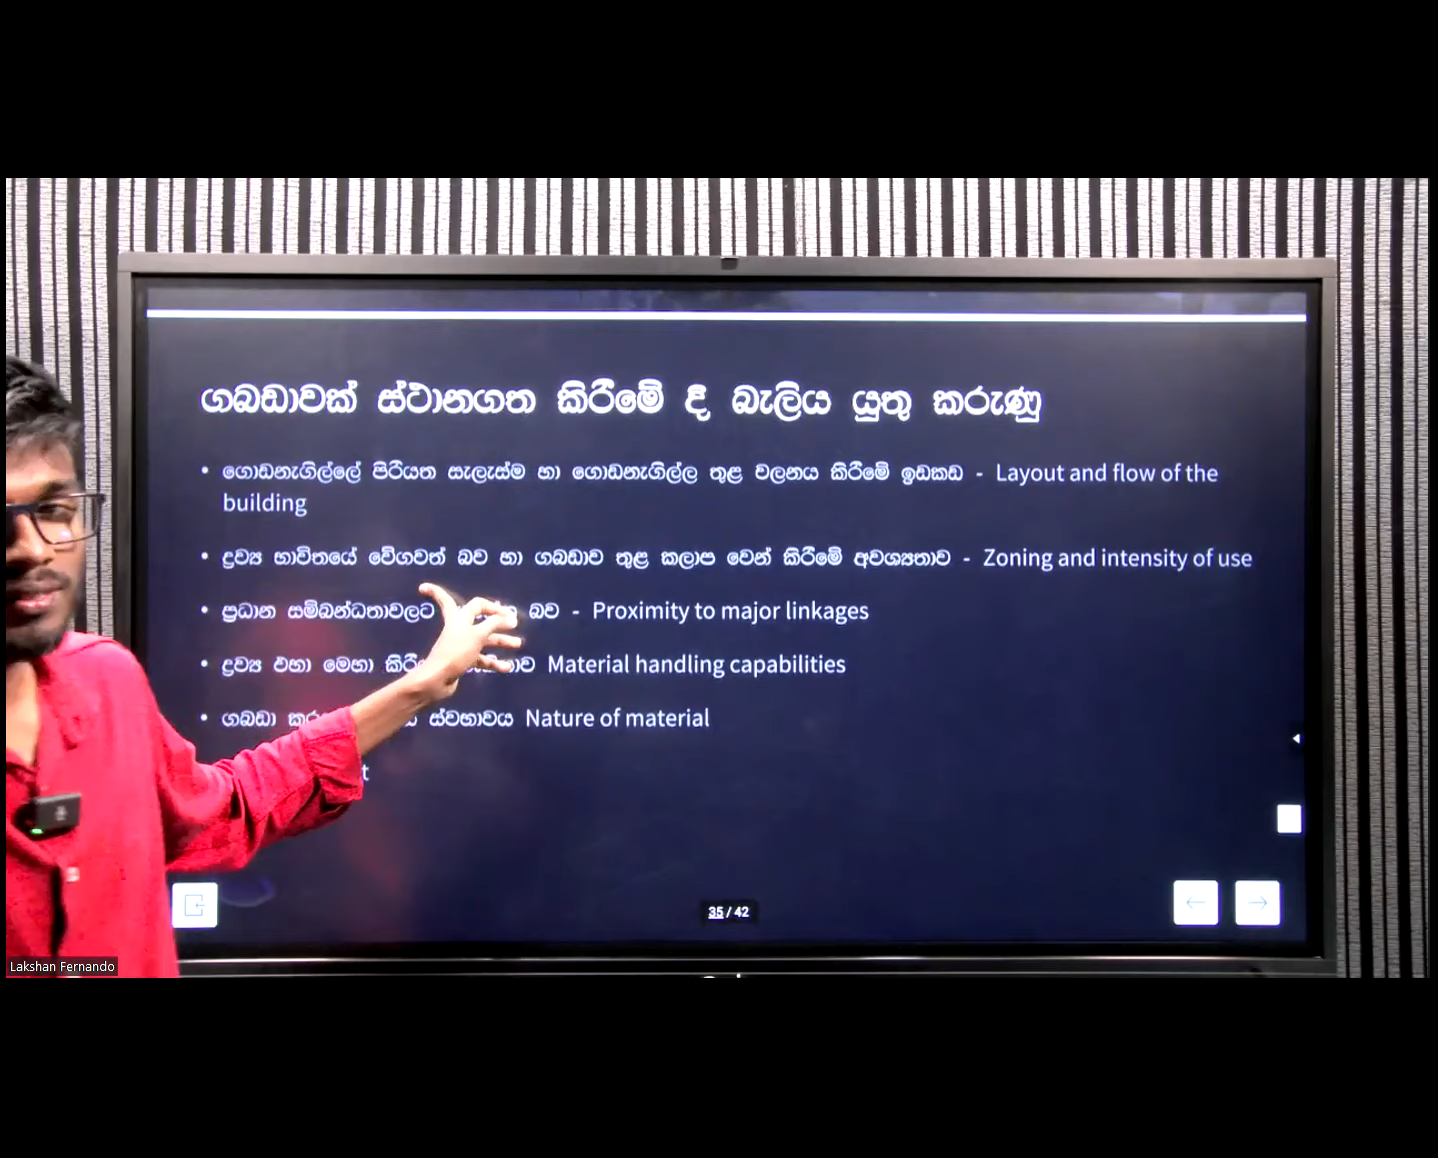 ගබඩාවක් ස්ථානගත කිරීමේ දී බැලිය යුතු කරුණු
• ගොඩනැගිල්ලේ පිරියත සැලැස්ම හා ගොඩනැගිල්ල තුළ චලනය කිරීමේ ඉඩකඩ - Layout and flow of the
building
• ද්‍රව්‍ය භාවිතයේ වේගවත් බව හා ගබඩාව තුළ කලාප වෙන් කිරීමේ අවශ්‍යතාව - Zoning and intensity of use
• ප්‍රධාන සම්බන්ධතාවලට බව - Proximity to major linkages
• ද්‍රව්‍ය එහා මෙහා Material handling capabilities
• ගබඩා ස්වභාවය Nature of material
35 / 42
Lakshan Fernando